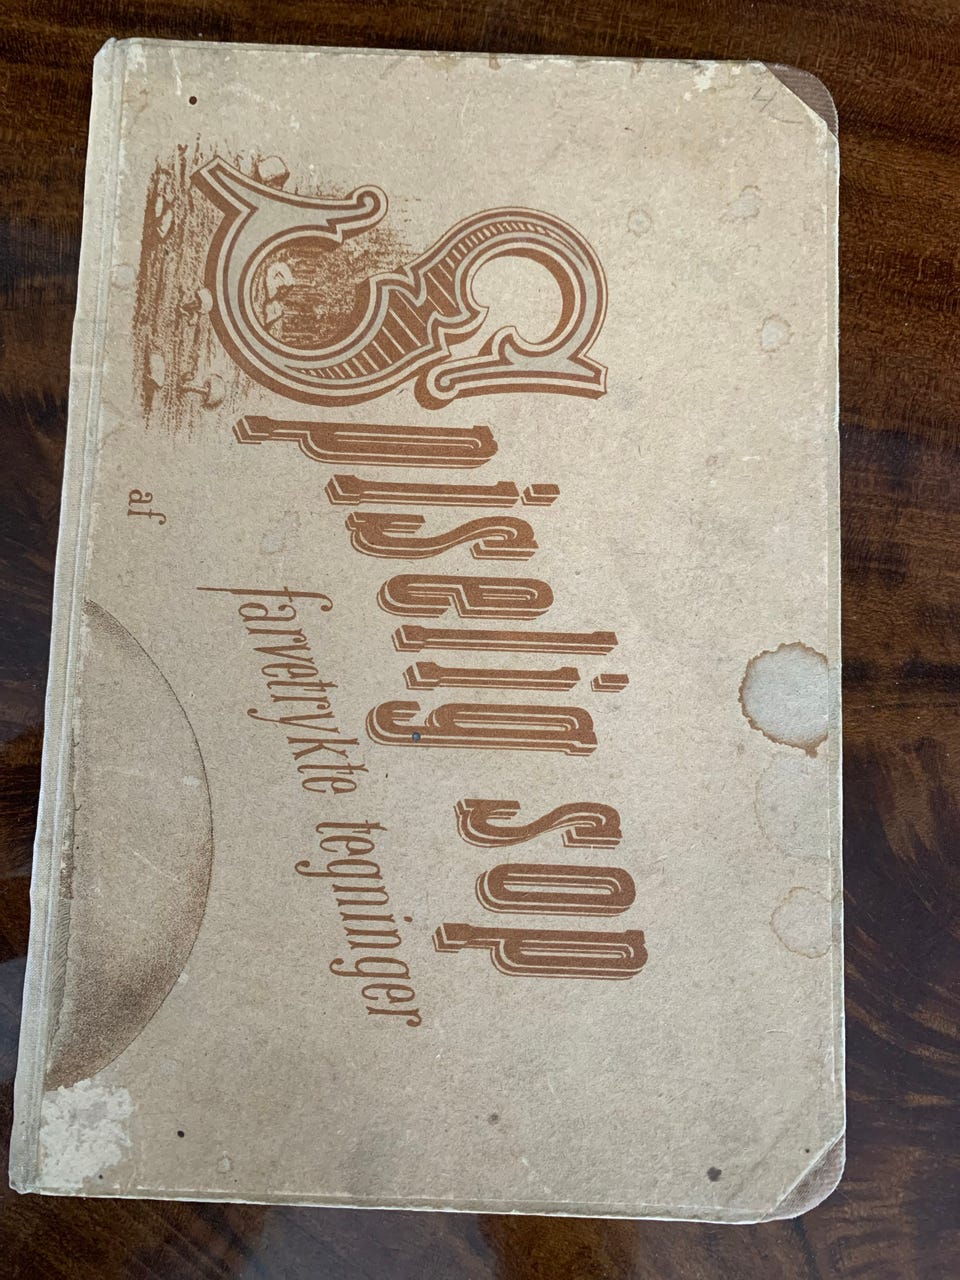 Spiselig sop
farvetrykte tegninger
af